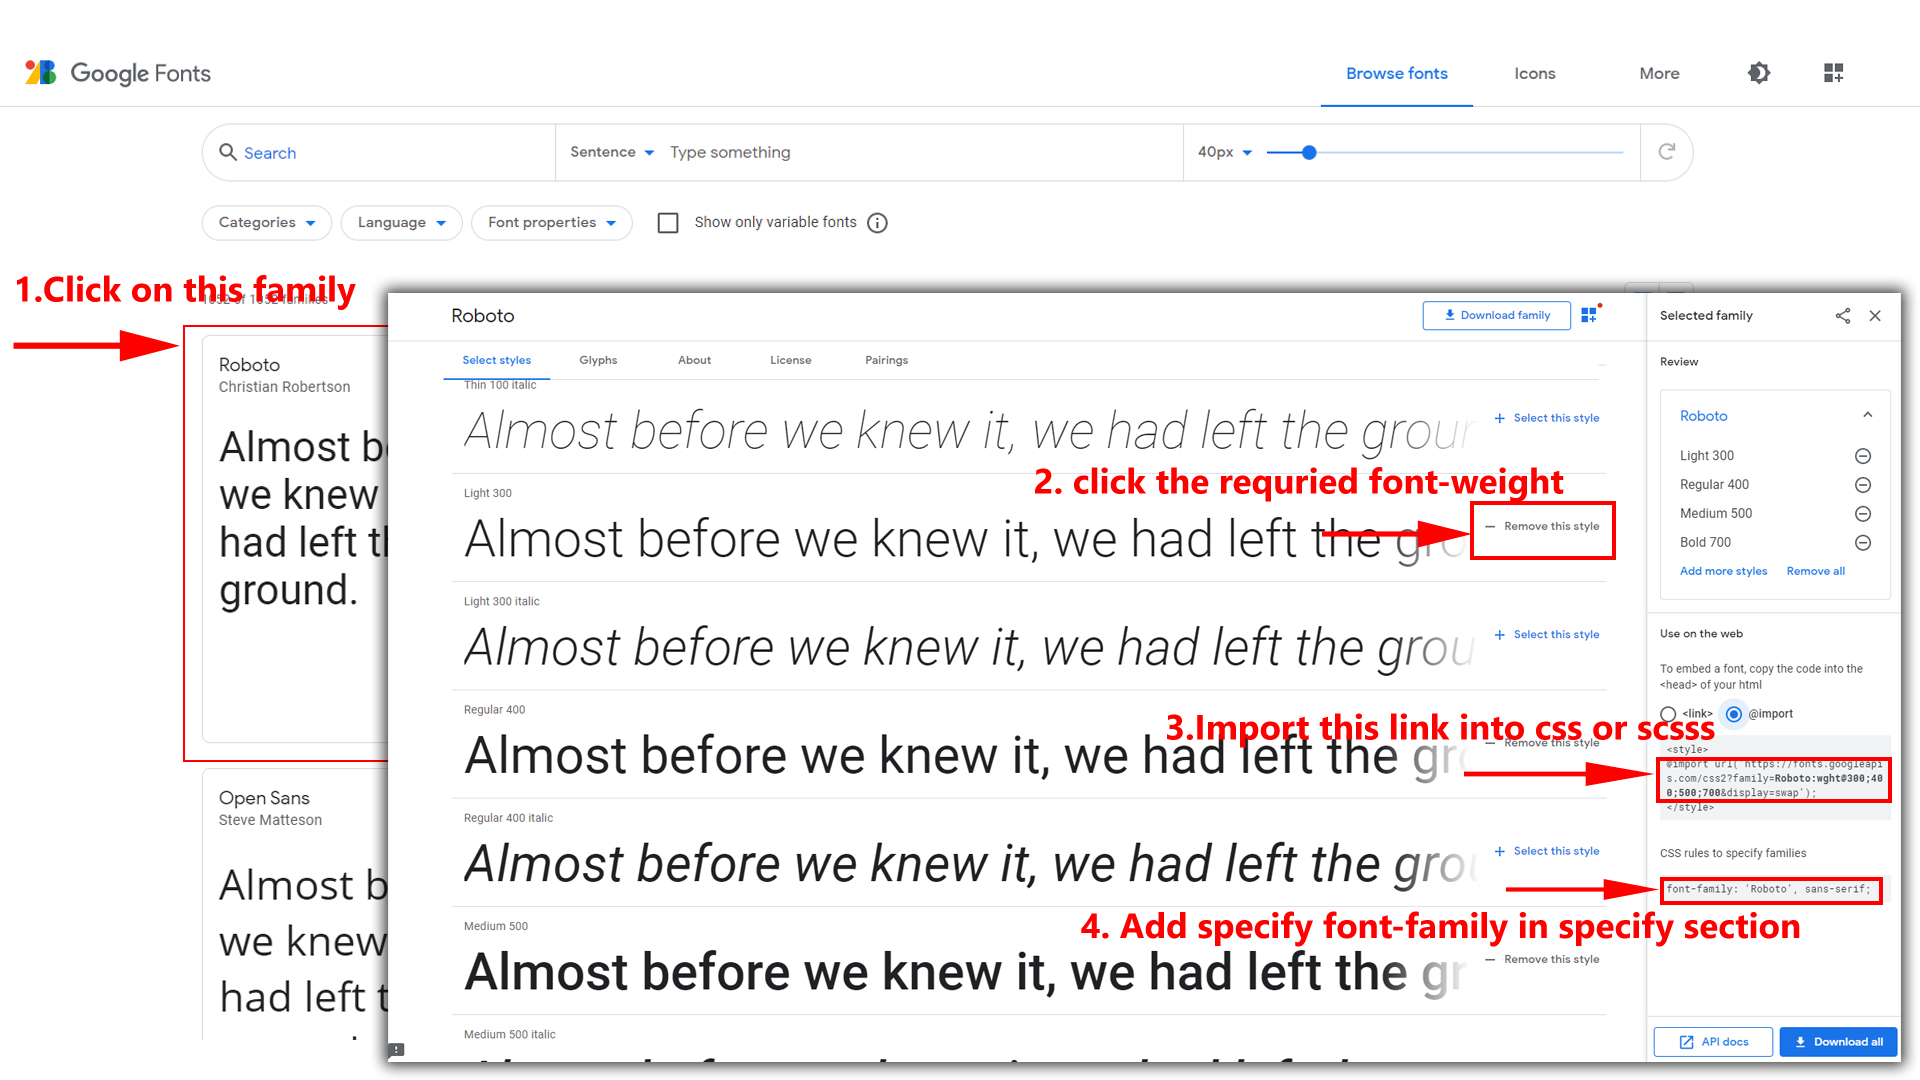 Google Fonts
Browse fonts
Icons
More
Search
Sentence
Type something
40px
Categories
Language
Font properties
Show only variable fonts
1.Click on this family
1052 of 1052 families
Roboto
Christian Robertson
Almost b
we knew
had left t
ground.
Open Sans
Steve Matteson
Almost b
we knew
had left t
Roboto
Download family
Select styles
Glyphs
About
License
Pairings
Thin 100 italic
Almost before we knew it, we had left the groun
Select this style
2. click the requried font-weight
Light 300
Almost before we knew it, we had left the gro
Remove this style
Light 300 italic
Almost before we knew it, we had left the grou
Select this style
Regular 400
Almost before we knew it, we had left the gro
Remove this style
Regular 400 italic
Almost before we knew it, we had left the grou
Select this style
Medium 500
Almost before we knew it, we had left the gr
Remove this style
Medium 500 italic
Selected family
Review
Roboto
Light 300
Regular 400
Medium 500
Bold 700
Add more styles
Remove all
Use on the web
To embed a font, copy the code into the
<head> of your html
<link>
@import
3.Import this link into css or scsss
<style>
@import url('https://fonts.googleapi
s.com/css2?family=Roboto:wght@300;40
0;500;700&display=swap');
</style>
CSS rules to specify families
font-family: 'Roboto', sans-serif;
4. Add specify font-family in specify section
API docs
Download all